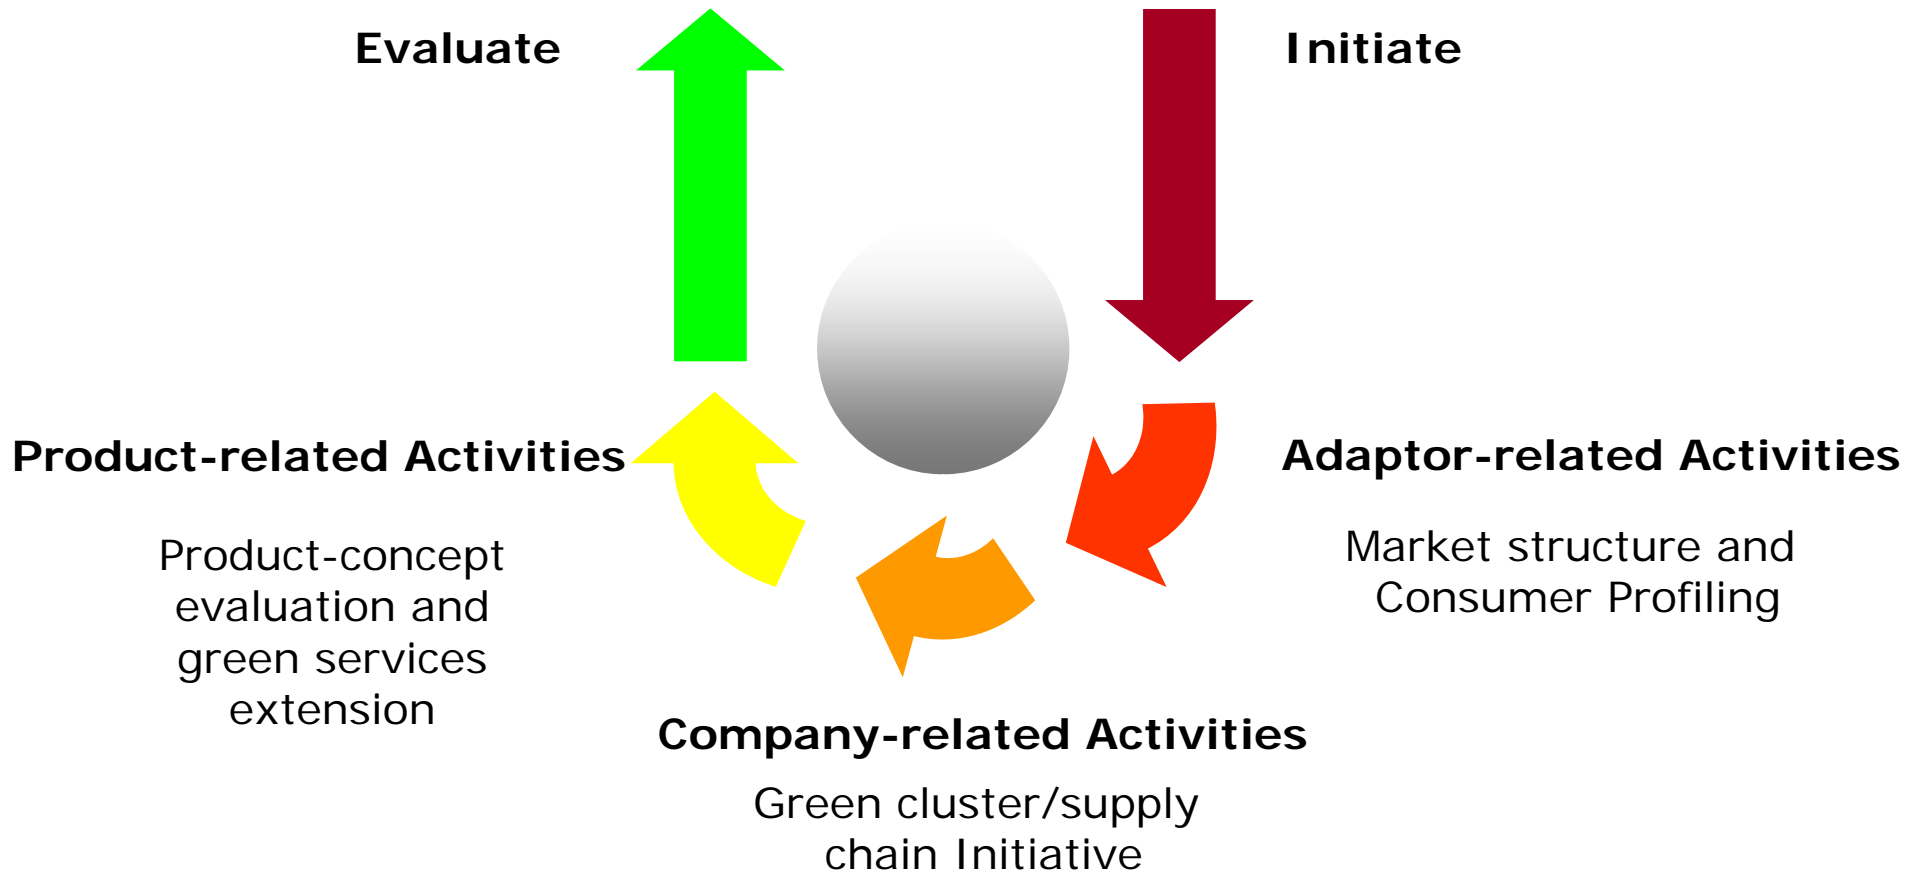 Evaluate
Initiate
Product-related Activities
Adaptor-related Activities
Product-concept
evaluation and
green services
extension
Market structure and
Consumer Profiling
Company-related Activities
Green cluster/supply
chain Initiative